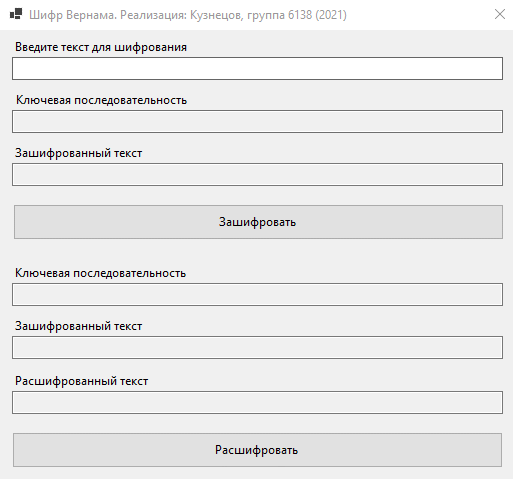 Шифр Вернама. Реализация: Кузнецов, группа 6138 (2021)
Введите текст для шифрования
Ключевая последовательность
Зашифрованный текст
Зашифровать
Ключевая последовательность
Зашифрованный текст
Расшифрованный текст
Расшифровать